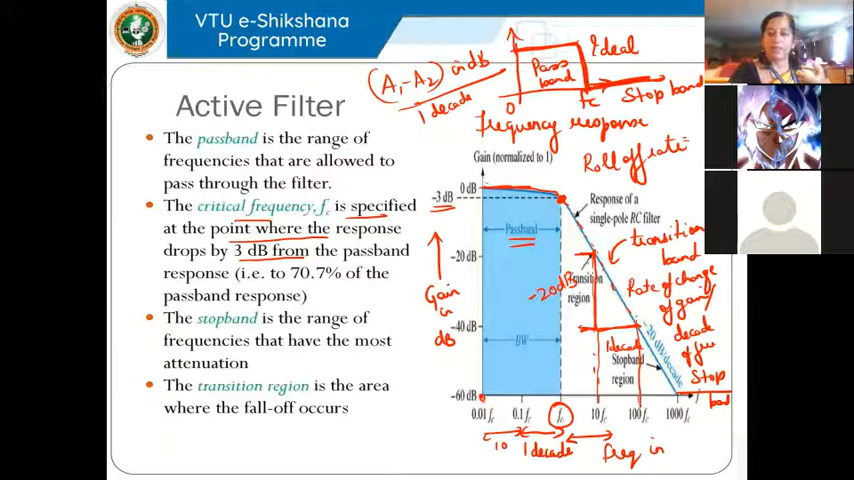 VTU e-Shikshana
Programme
Active Filter
The passband is the range of
frequencies that are allowed to
pass through the filter.
The critical frequency, fc is specified
at the point where the response
drops by 3 dB from the passband
response (i.e. to 70.7% of the
passband response)
The stopband is the range of
frequencies that have the most
attenuation
The transition region is the area
where the fall-off occurs
(A1-A2) in dB
1 decade
Ideal
Pass
band
0
fc
Stop band
Frequency response
Roll off rate =
Gain (normalized to 1)
0 dB
-3 dB
-20 dB
-40 dB
-60 dB
Gain
in
dB
Passband
BW
Response of a
single-pole RC filter
Transition
region
-20dB
transition
band
Rate of change
of gain/
decade
of
1 decade
Stopband
region
-20 dB/decade
Stop
band
0.01 fc
0.1 fc
fc
10 fc
100 fc
1000 fc
f
10
1 decade
freq in